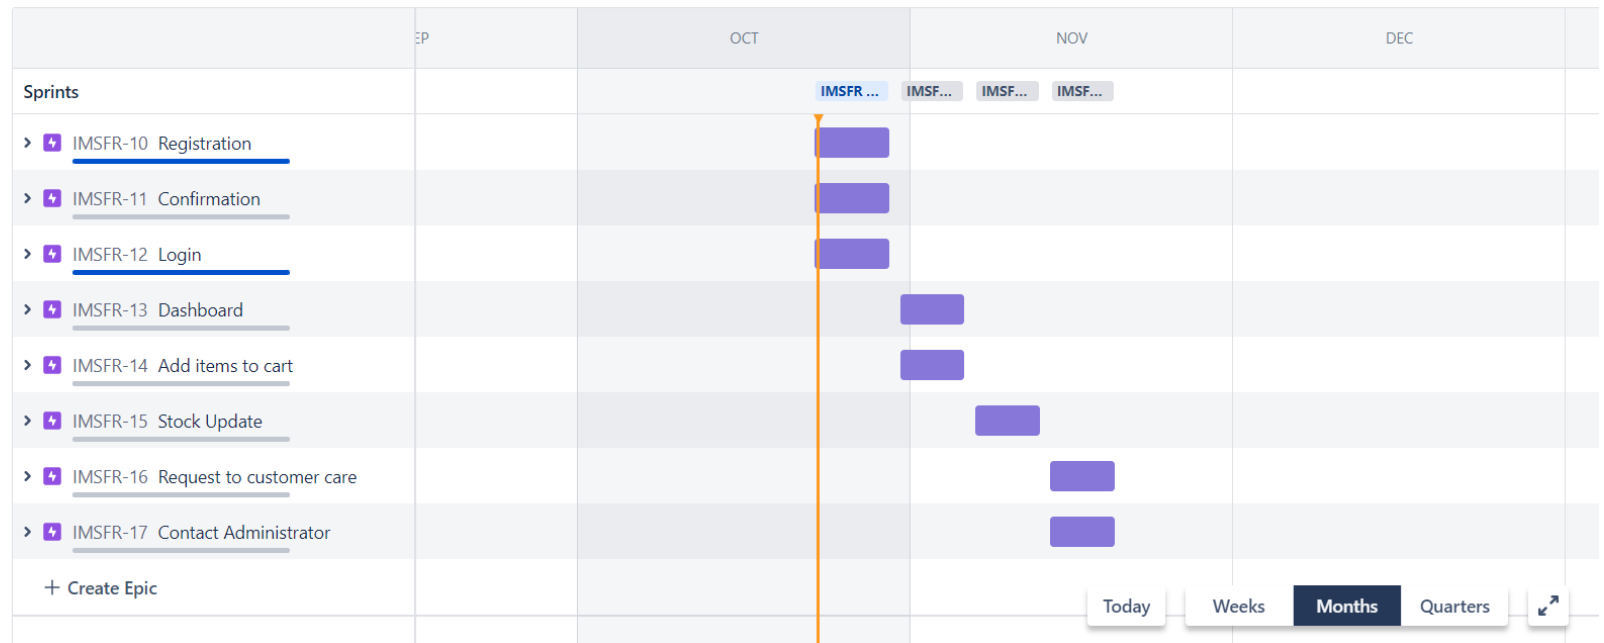 EP OCT NOV DEC
Sprints IMSFR ... IMSF... IMSF... IMSF...
IMSFR-10 Registration
IMSFR-11 Confirmation
IMSFR-12 Login
IMSFR-13 Dashboard
IMSFR-14 Add items to cart
IMSFR-15 Stock Update
IMSFR-16 Request to customer care
IMSFR-17 Contact Administrator
+ Create Epic
Today Weeks Months Quarters